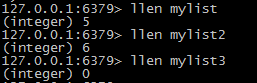 127.0.0.1:6379> llen mylist
(integer) 5
127.0.0.1:6379> llen mylist2
(integer) 6
127.0.0.1:6379> llen mylist3
(integer) 0